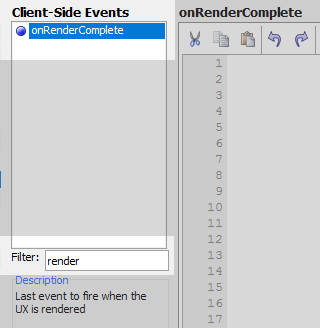 Client-Side Events
onRenderComplete
Filter: render
Description
Last event to fire when the
UX is rendered
onRenderComplete
1
2
3
4
5
6
7
8
9
10
11
12
13
14
15
16
17